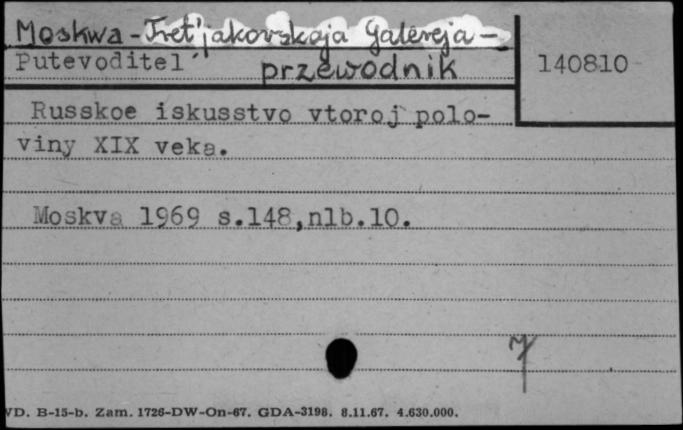 Moskwa - Tret'jakovskaja Galereja -
Putevoditel' przewodnik
140810
Russkoe iskusstvo vtoroj polo-
viny XIX veka.
Moskva 1969 s.148,nlb.10.
VD. B-15-b. Zam. 1726-DW-On-67. GDA-3198. 8.11.67. 4.630.000.